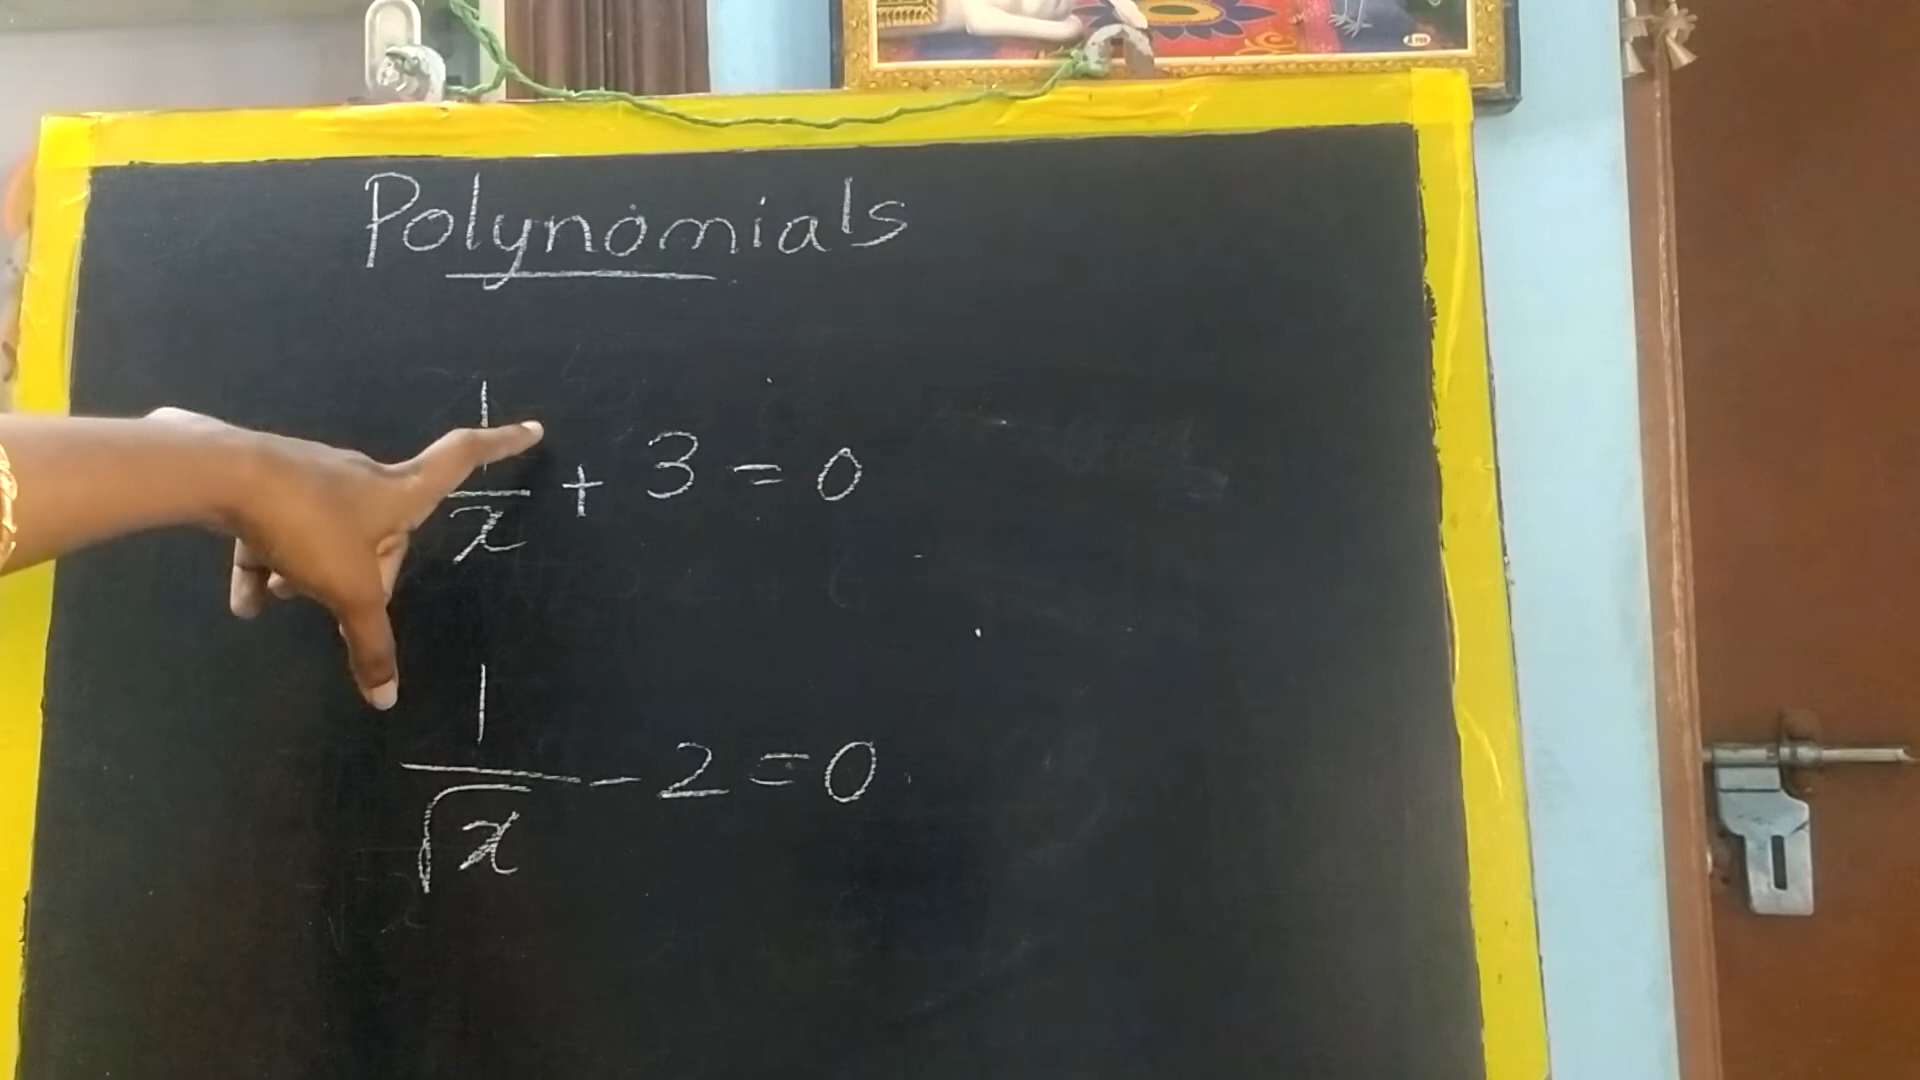 Polynomials
1/x + 3 = 0
1/√x - 2 = 0